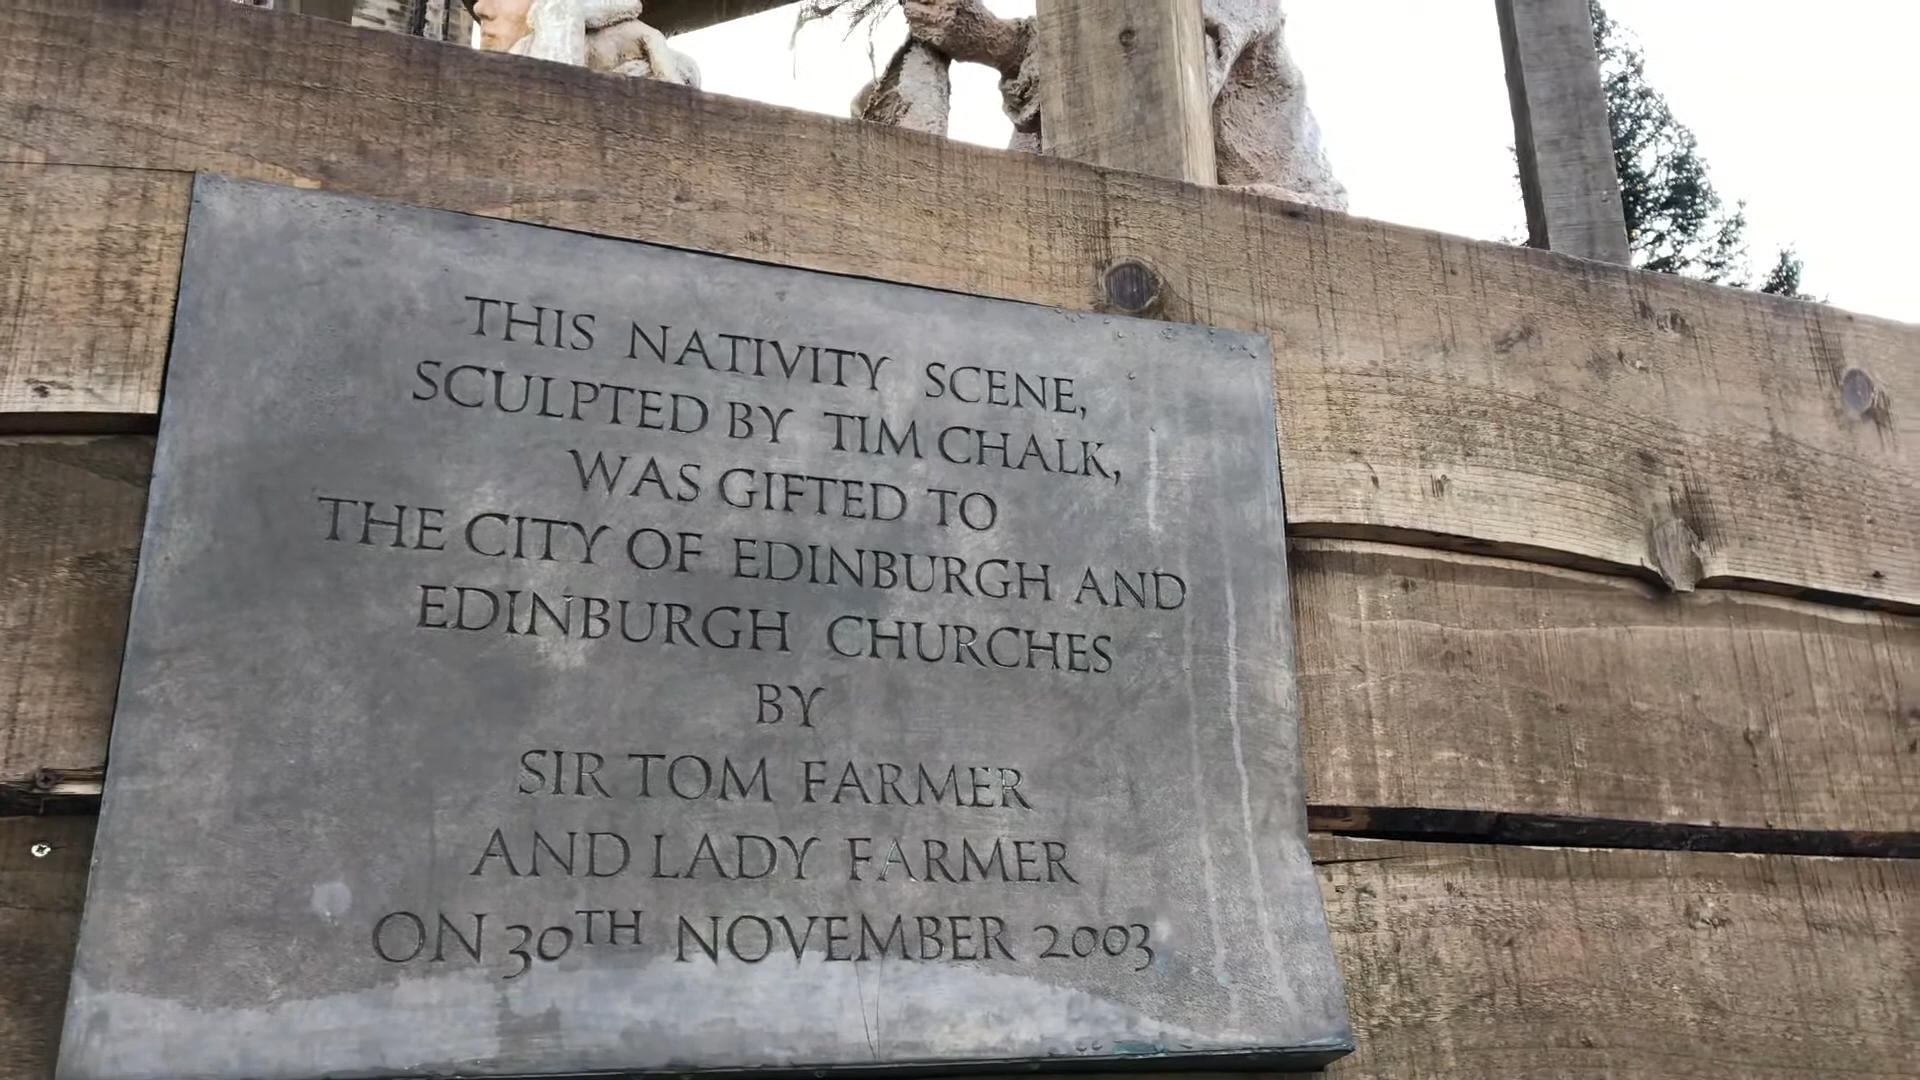 THIS NATIVITY SCENE,
SCULPTED BY TIM CHALK,
WAS GIFTED TO
THE CITY OF EDINBURGH AND
EDINBURGH CHURCHES
BY
SIR TOM FARMER
AND LADY FARMER
ON 30TH NOVEMBER 2003